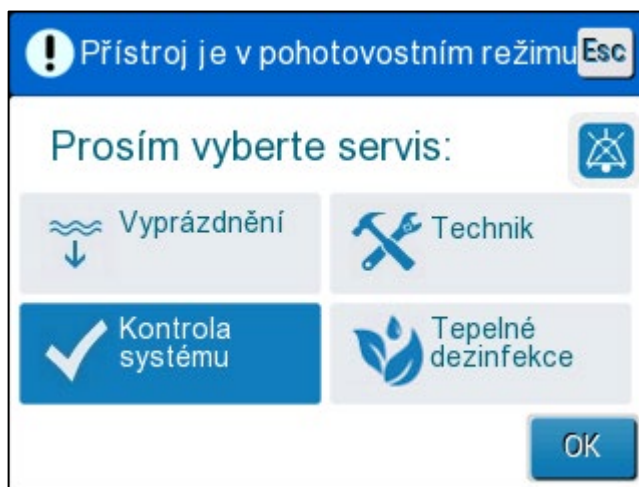 ! Přístroj je v pohotovostním režimu Esc
Prosím vyberte servis:
Vyprázdnění
Technik
Kontrola
systému
Tepelné
dezinfekce
OK